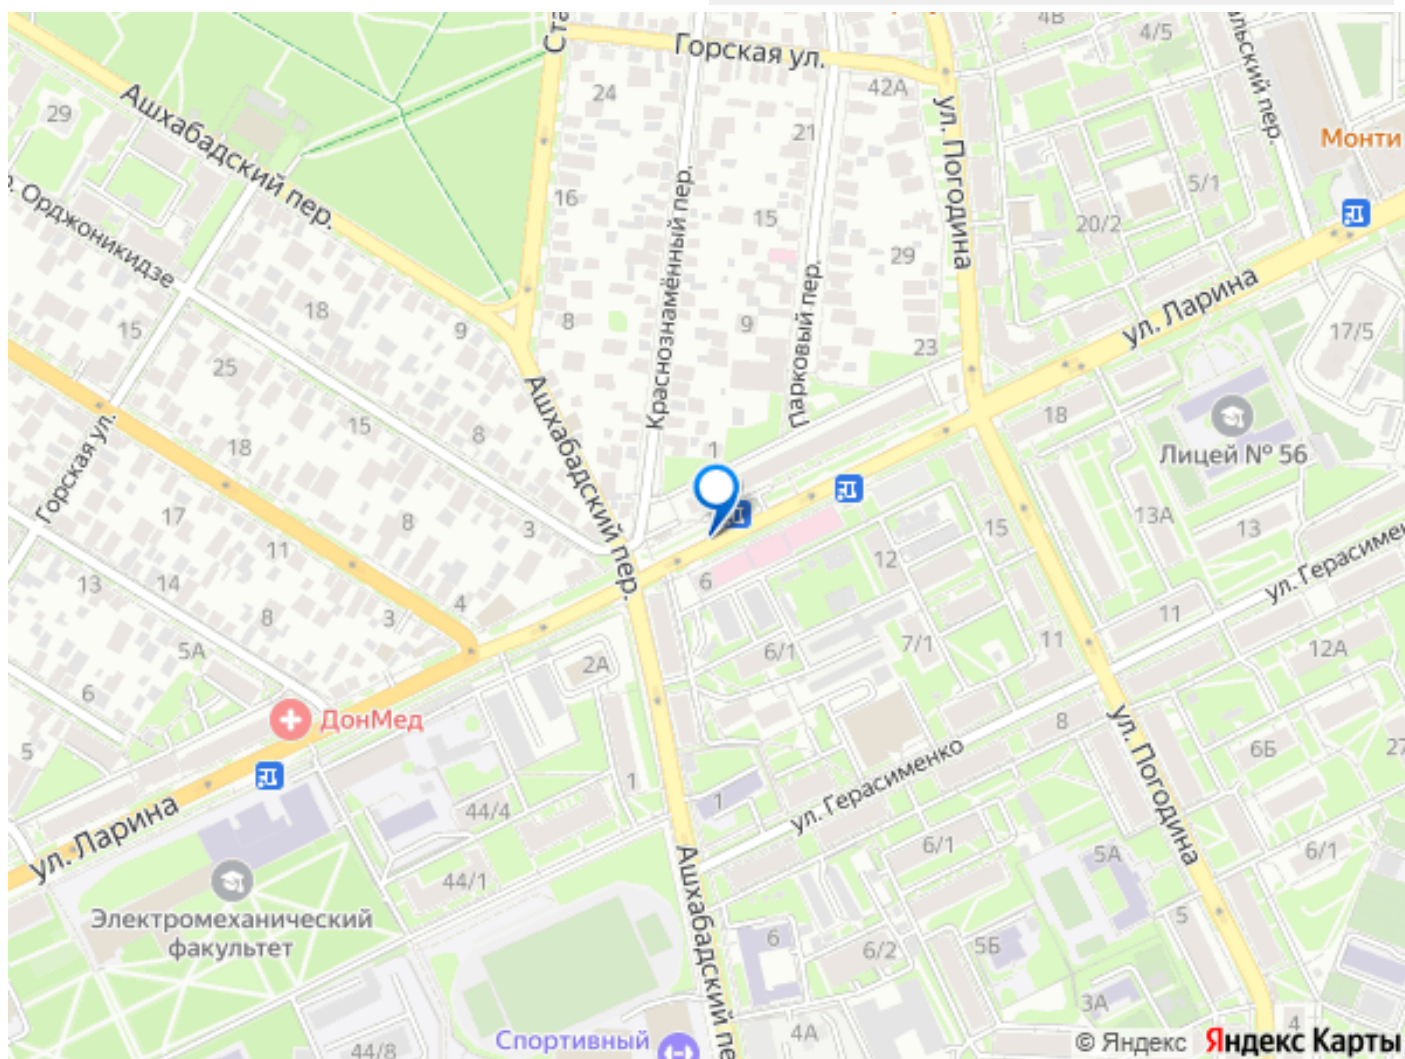 Горская ул.
4В
4/5
24
42А
Ашхабадский пер.
29
21
ул. Погодина
Монти
5/1
16
15
20/2
Орджоникидзе
Краснознамённый пер.
29
18
8
9
9
Парковый пер.
ул. Ларина
17/5
15
23
25
Ашхабадский пер.
15
8
1
18
Лицей № 56
18
Горская ул.
17
8
3
15
13А
13
11
12
ул. Герасименко
13
14
6
4
3
8
11
11
5А
2А
6/1
7/1
12А
6
ДонМед
8
ул. Погодина
6Б
27
5
1
1
ул. Герасименко
44/4
ул. Ларина
6/1
5А
6/1
44/1
Ашхабадский пе
Электромеханический
факультет
6
6/2
5Б
5
3А
4А
4
Спортивный
44/8
© Яндекс
Яндекс Карты